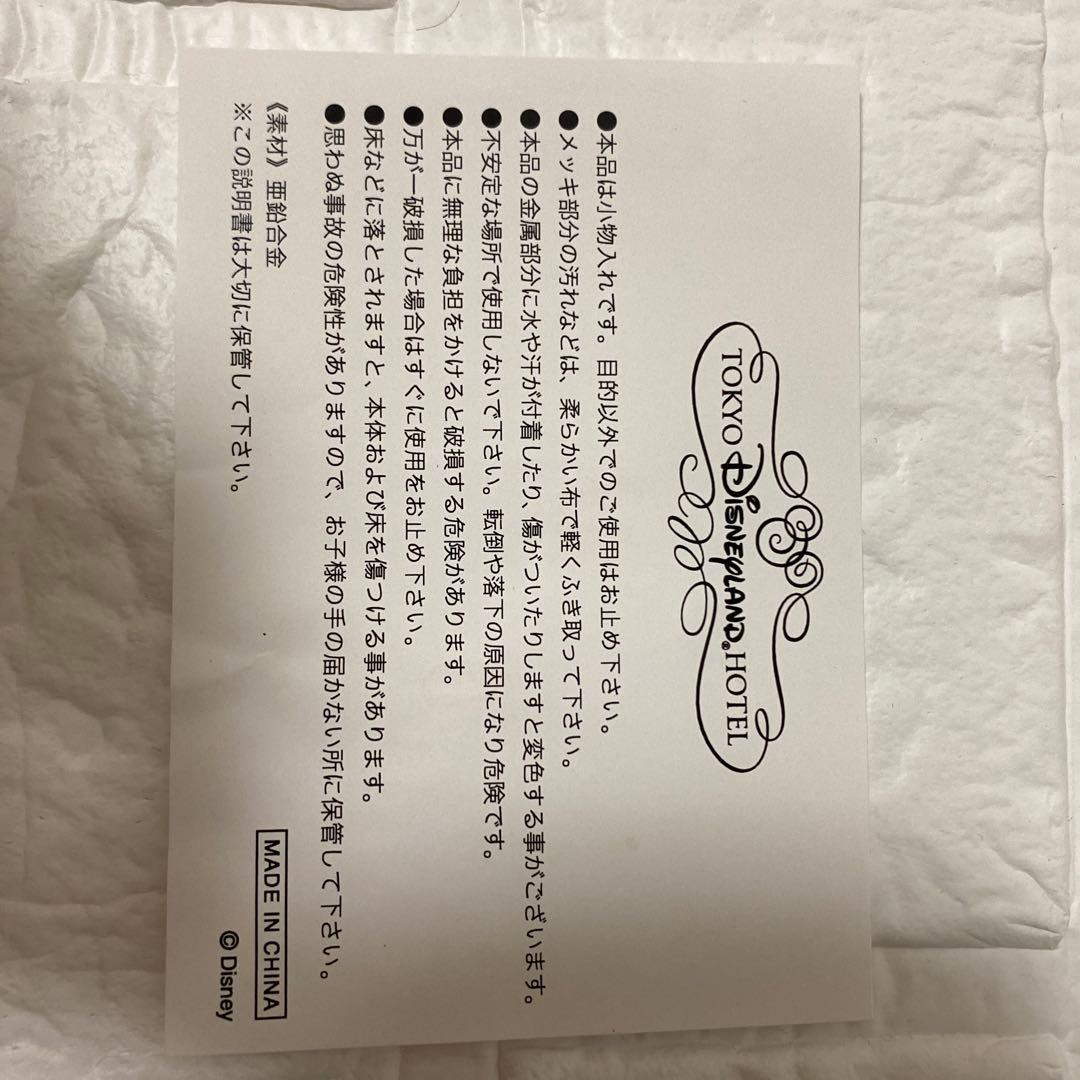 TOKYO DISNEYLAND® HOTEL
●本品は小物入れです。目的以外でのご使用はお止め下さい。
●メッキ部分の汚れなどは、柔らかい布で軽くふき取って下さい。
●本品の金属部分に水や汗が付着したり、傷がついたりしますと変色する事がございます。
●不安定な場所で使用しないで下さい。転倒や落下の原因になり危険です。
●本品に無理な負担をかけると破損する危険があります。
●万が一破損した場合はすぐに使用をお止め下さい。
●床などに落とされますと、本体および床を傷つける事があります。
●思わぬ事故の危険性がありますので、お子様の手の届かない所に保管して下さい。
《素材》 亜鉛合金
※この説明書は大切に保管して下さい。
MADE IN CHINA
© Disney